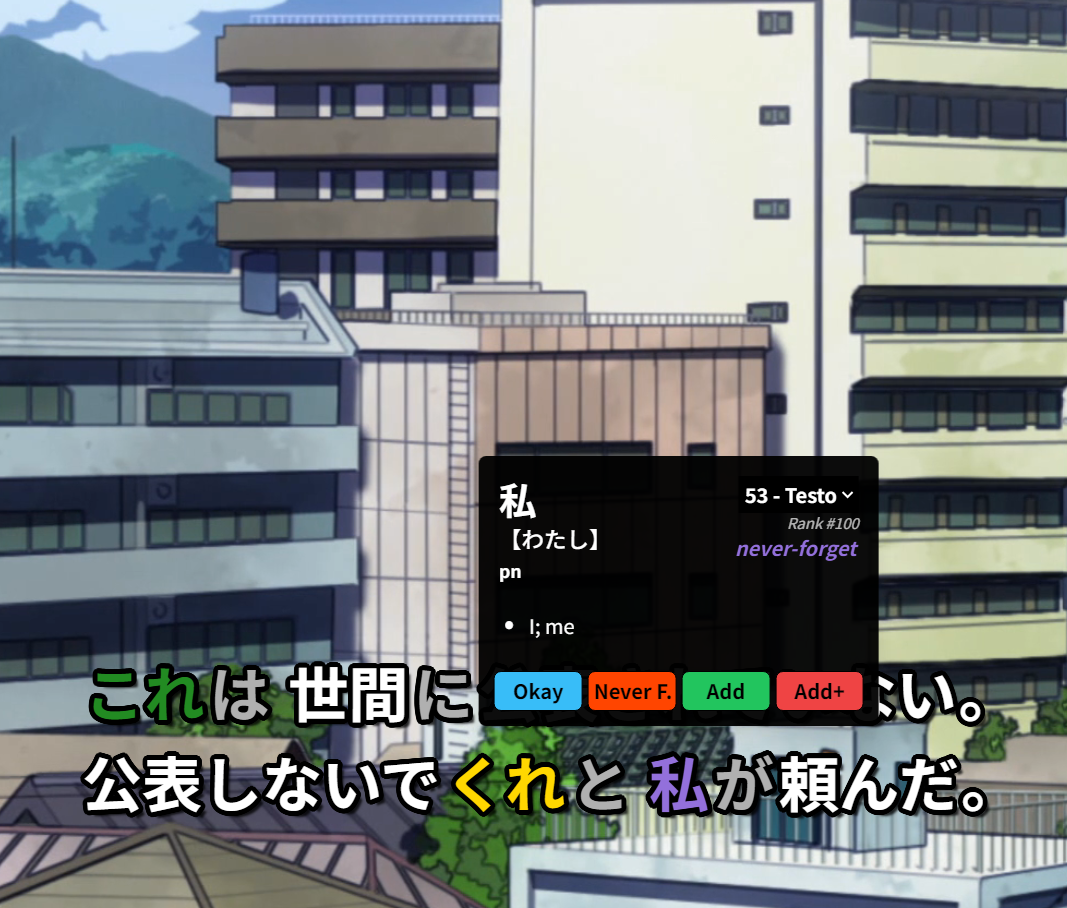 私
53 - Testo
【わたし】
Rank #100
never-forget
pn
I; me
Okay
Never F.
Add
Add+
これは 世間に ない。
公表しないでくれと 私が頼んだ。